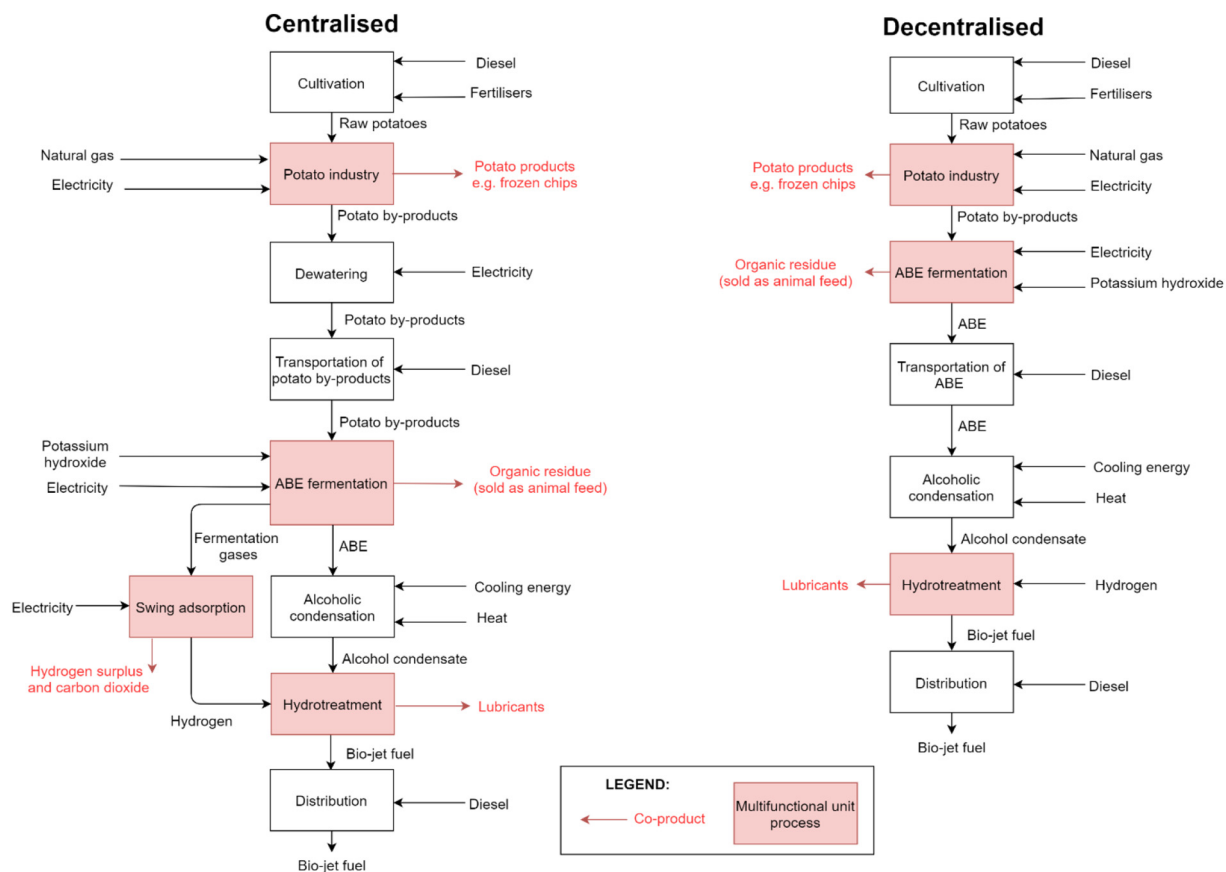 Centralised
Diesel
Cultivation
Fertilisers
Raw potatoes
Natural gas
Potato industry
Electricity
Potato products
e.g. frozen chips
Potato by-products
Dewatering
Electricity
Potato by-products
Transportation of
potato by-products
Diesel
Potato by-products
Potassium
hydroxide
Electricity
ABE fermentation
Organic residue
(sold as animal feed)
Fermentation
gases
ABE
Electricity
Swing adsorption
Alcoholic
condensation
Cooling energy
Heat
Hydrogen surplus
and carbon dioxide
Alcohol condensate
Hydrogen
Hydrotreatment
Lubricants
Bio-jet fuel
Distribution
Diesel
Bio-jet fuel
Decentralised
Diesel
Cultivation
Fertilisers
Raw potatoes
Potato products
e.g. frozen chips
Potato industry
Natural gas
Electricity
Potato by-products
Organic residue
(sold as animal feed)
ABE fermentation
Electricity
Potassium hydroxide
ABE
Transportation of
ABE
Diesel
ABE
Alcoholic
condensation
Cooling energy
Heat
Alcohol condensate
Lubricants
Hydrotreatment
Hydrogen
Bio-jet fuel
Distribution
Diesel
Bio-jet fuel
LEGEND:
Co-product
Multifunctional unit
process